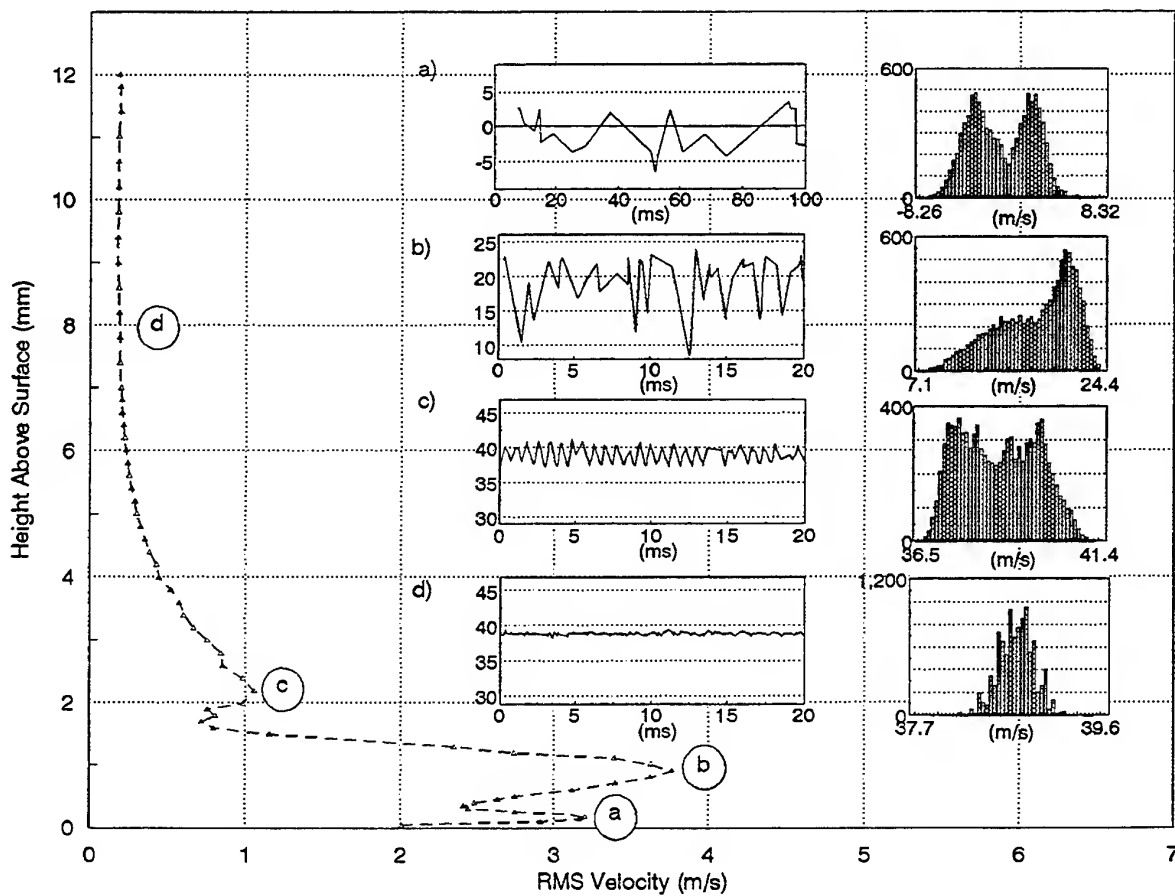 Height Above Surface (mm)
12
10
8
6
4
2
0
0 1 2 3 4 5 6 7
RMS Velocity (m/s)
d
c
b
a
a)
5
0
-5
20 40 60 80 100
(ms)
600
0
-8.26 8.32
(m/s)
b)
25
20
15
10
0 5 10 15 20
(ms)
600
0
7.1 24.4
(m/s)
c)
45
40
35
30
0 5 10 15 20
(ms)
400
0
36.5 41.4
(m/s)
d)
45
40
35
30
0 5 10 15 20
(ms)
1,200
0
37.7 39.6
(m/s)